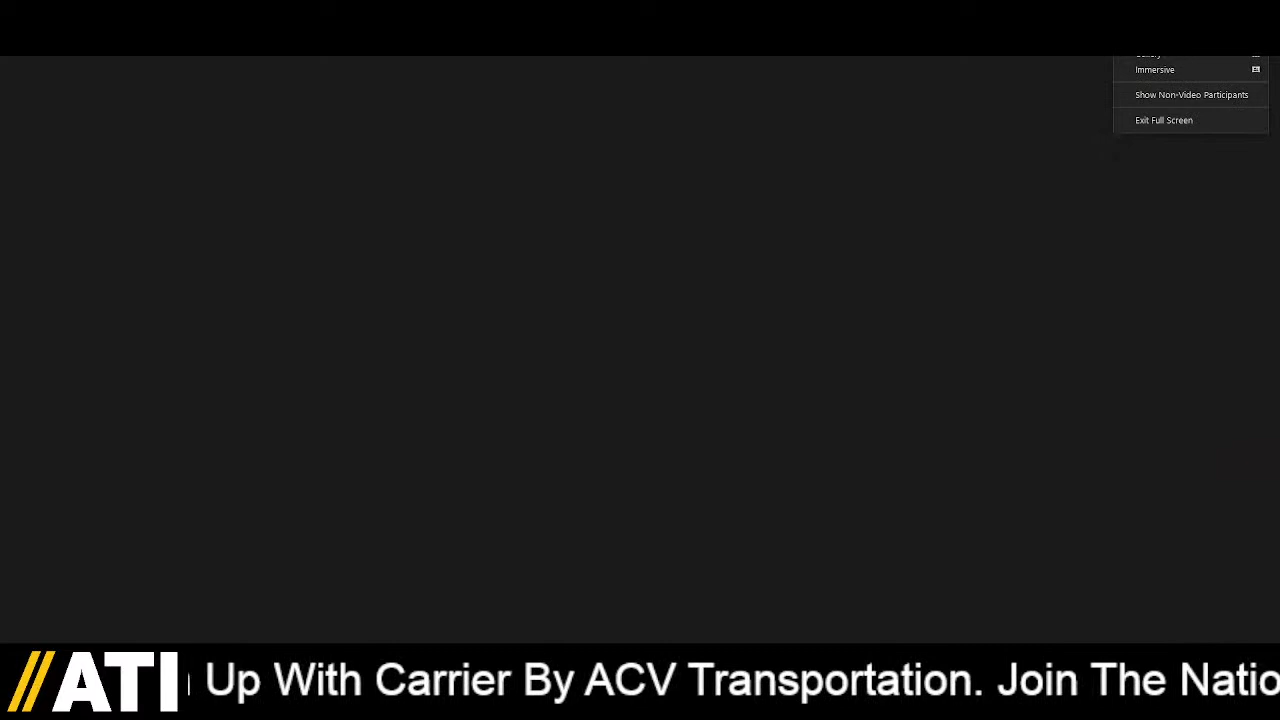 Immersive
Show Non-Video Participants
Exit Full Screen
//ATI
Up With Carrier By ACV Transportation. Join The Natio